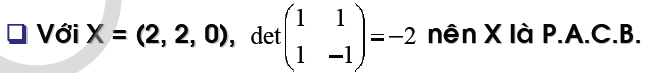 ❑ Với X = (2, 2, 0), det(1 1; 1 −1) = −2 nên X là P.A.C.B.